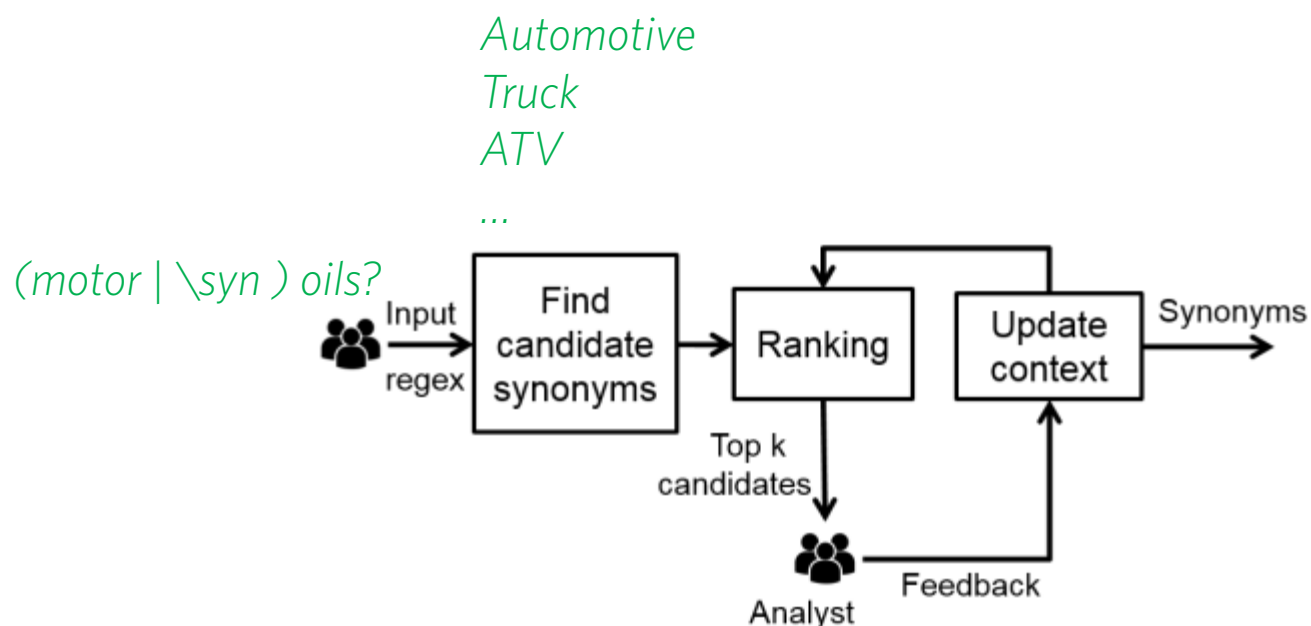 Automotive
Truck
ATV
...
(motor | \syn ) oils?
Input
regex
Find
candidate
synonyms
Ranking
Update
context
Synonyms
Top k
candidates
Analyst
Feedback